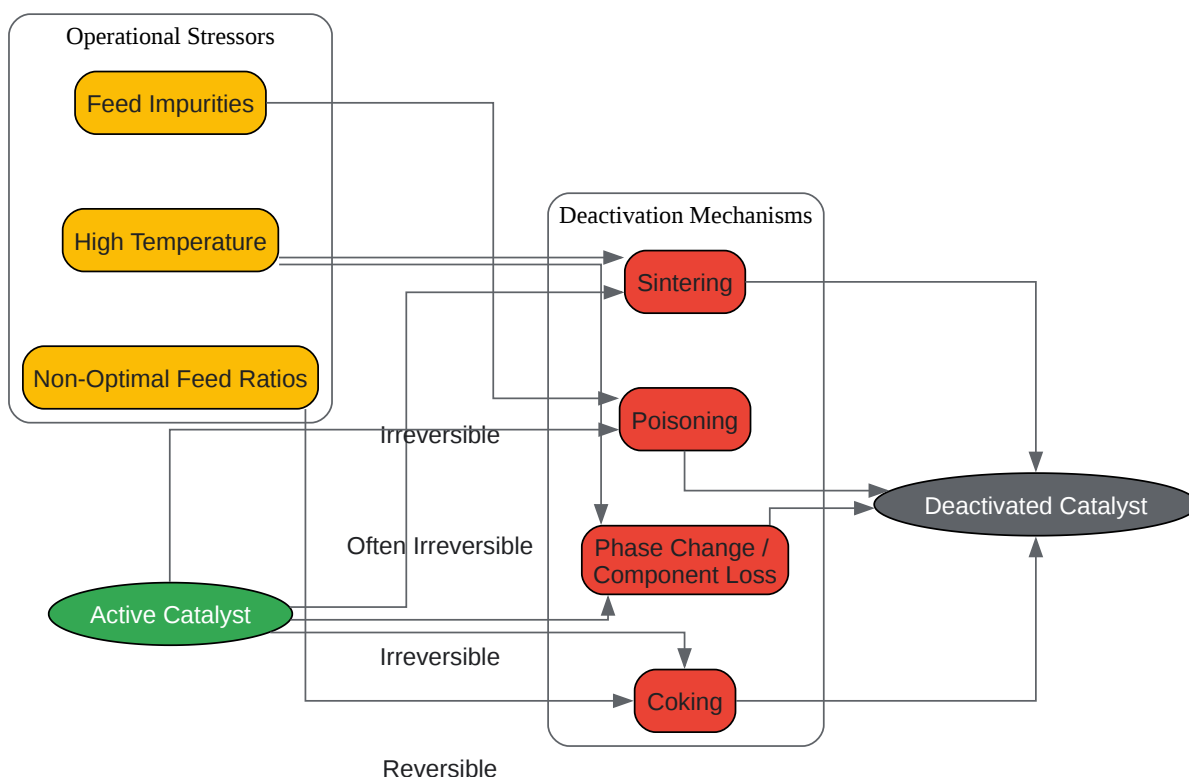 Operational Stressors
Feed Impurities
High Temperature
Non-Optimal Feed Ratios
Deactivation Mechanisms
Sintering
Poisoning
Phase Change /
Component Loss
Coking
Irreversible
Often Irreversible
Irreversible
Reversible
Active Catalyst
Deactivated Catalyst